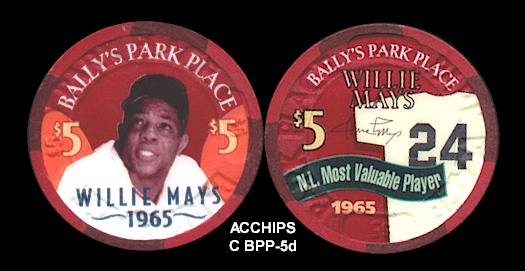 BALLY'S PARK PLACE
$5 $5
WILLIE MAYS
1965
BALLY'S PARK PLACE
WILLIE
MAYS
$5
24
N.L. Most Valuable Player
1965
ACCHIPS
C BPP-5d